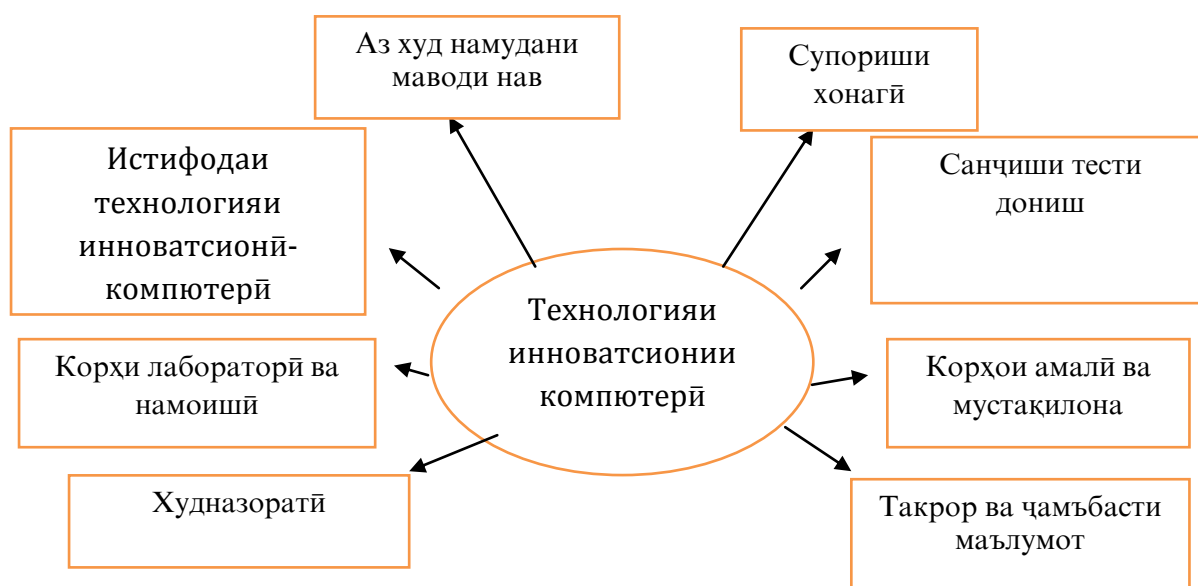 Аз худ намудани
маводи нав
Супориши
хонагӣ
Истифодаи
технологияи
инноватсионӣ-
компютерӣ
Санҷиши тести
дониш
Технологияи
инноватсионии
компютерӣ
Корҳи лабораторӣ ва
намоишӣ
Корҳои амалӣ ва
мустақилона
Худназоратӣ
Такрор ва ҷамъбасти
маълумот